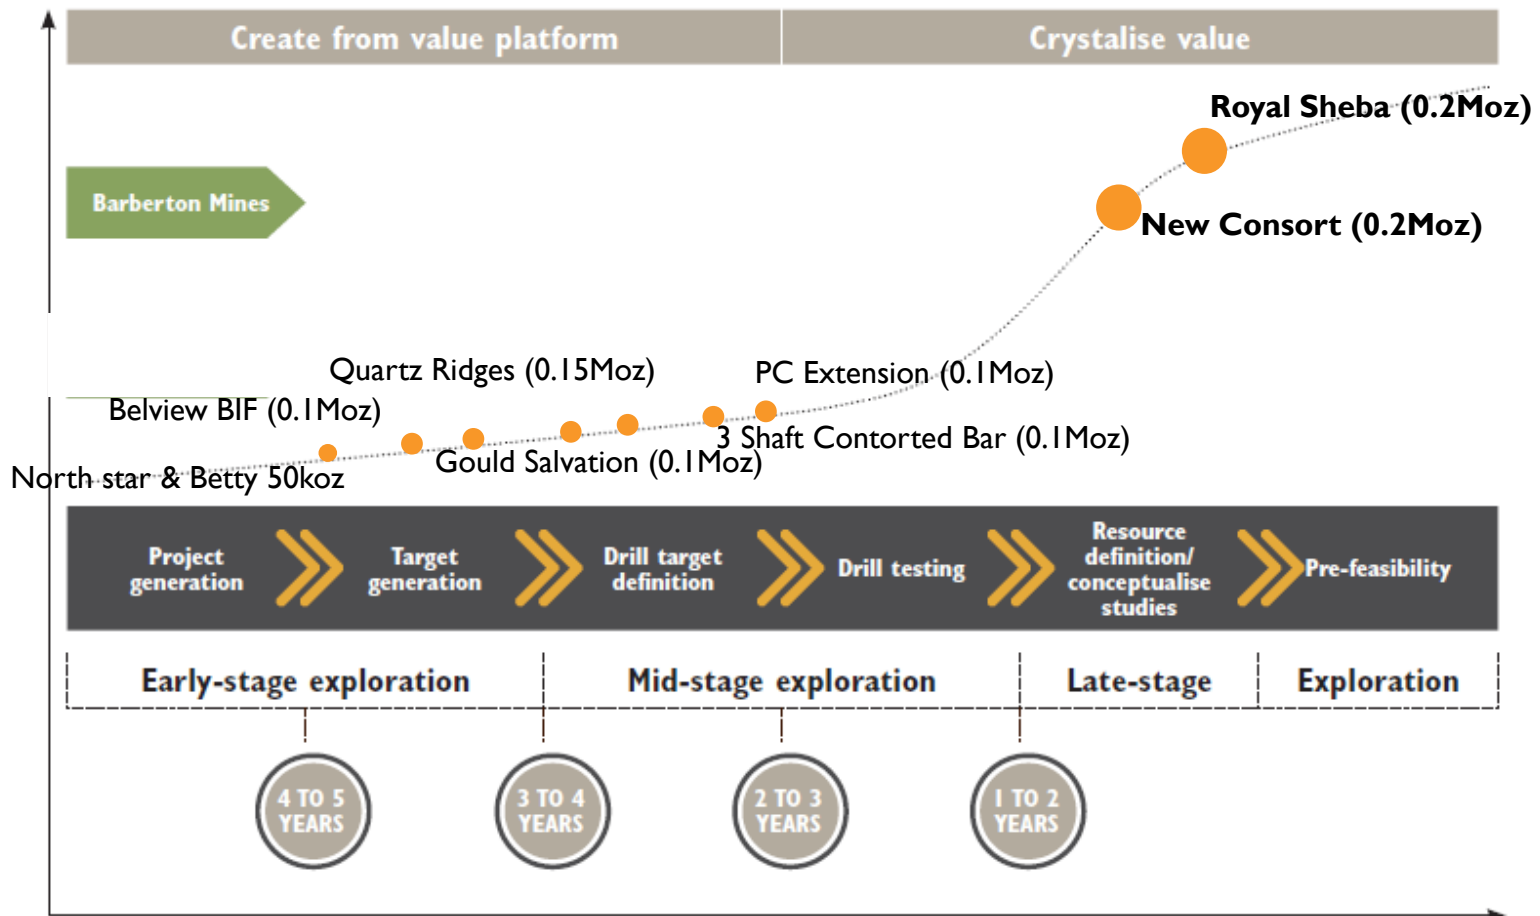 Create from value platform
Crystalise value
Royal Sheba (0.2Moz)
Barberton Mines
New Consort (0.2Moz)
Quartz Ridges (0.15Moz)
PC Extension (0.1Moz)
Belview BIF (0.1Moz)
3 Shaft Contorted Bar (0.1Moz)
Gould Salvation (0.1Moz)
North star & Betty 50koz
Project
generation
Target
generation
Drill target
definition
Drill testing
Resource
definition/
conceptualise
studies
Pre-feasibility
Early-stage exploration
Mid-stage exploration
Late-stage
Exploration
4 TO 5
YEARS
3 TO 4
YEARS
2 TO 3
YEARS
1 TO 2
YEARS